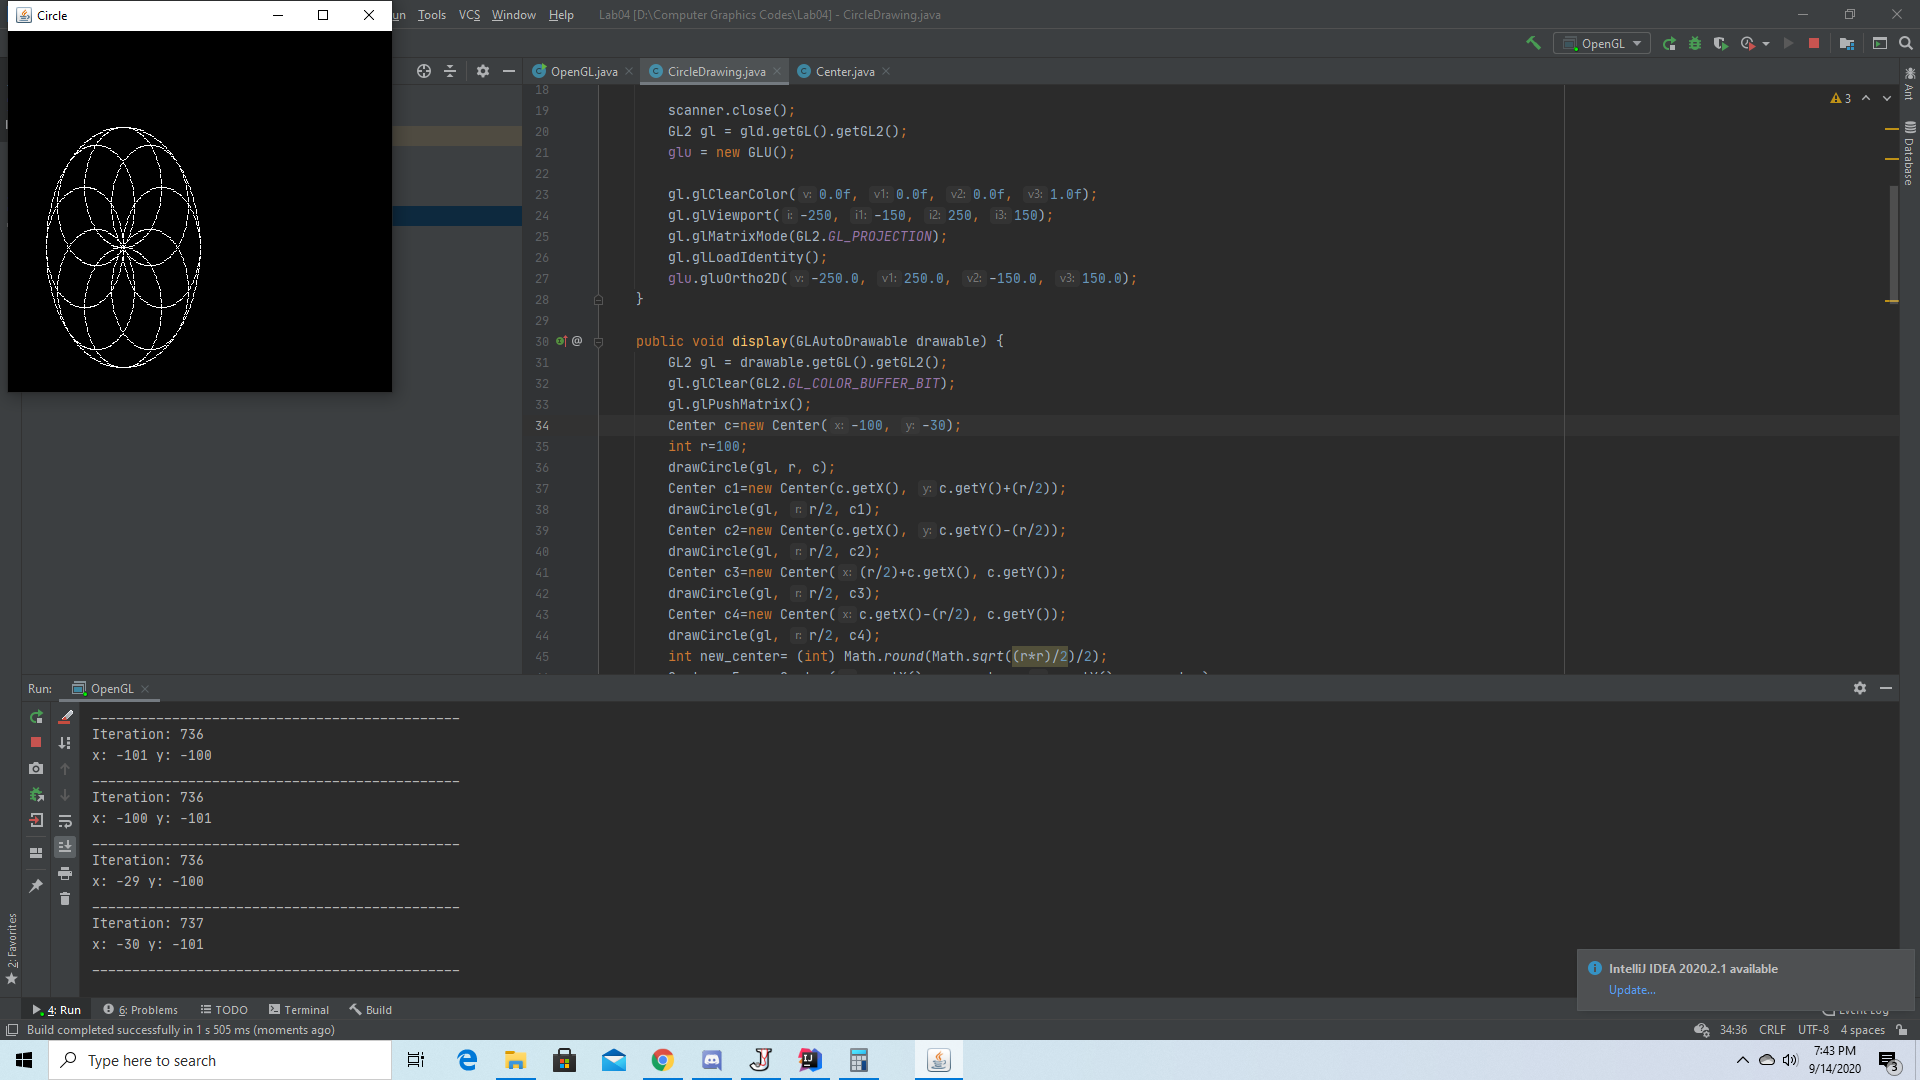 Circle
un Tools VCS Window Help Lab04 [D:\Computer Graphics Codes\Lab04] - CircleDrawing.java
OpenGL
OpenGL.java CircleDrawing.java Center.java
3
Ant
Database
18
19 scanner.close();
20 GL2 gl = gld.getGL().getGL2();
21 glu = new GLU();
22
23 gl.glClearColor( v: 0.0f, v1: 0.0f, v2: 0.0f, v3: 1.0f);
24 gl.glViewport( i: -250, i1: -150, i2: 250, i3: 150);
25 gl.glMatrixMode(GL2.GL_PROJECTION);
26 gl.glLoadIdentity();
27 glu.gluOrtho2D( v: -250.0, v1: 250.0, v2: -150.0, v3: 150.0);
28 }
29
30 @ public void display(GLAutoDrawable drawable) {
31 GL2 gl = drawable.getGL().getGL2();
32 gl.glClear(GL2.GL_COLOR_BUFFER_BIT);
33 gl.glPushMatrix();
34 Center c=new Center( x: -100, y: -30);
35 int r=100;
36 drawCircle(gl, r, c);
37 Center c1=new Center(c.getX(), y: c.getY()+(r/2));
38 drawCircle(gl, r: r/2, c1);
39 Center c2=new Center(c.getX(), y: c.getY()-(r/2));
40 drawCircle(gl, r: r/2, c2);
41 Center c3=new Center( x: (r/2)+c.getX(), c.getY());
42 drawCircle(gl, r: r/2, c3);
43 Center c4=new Center( x: c.getX()-(r/2), c.getY());
44 drawCircle(gl, r: r/2, c4);
45 int new_center= (int) Math.round(Math.sqrt((r*r)/2)/2);
Run: OpenGL
______________________________________________
Iteration: 736
x: -101 y: -100
______________________________________________
Iteration: 736
x: -100 y: -101
______________________________________________
Iteration: 736
x: -29 y: -100
______________________________________________
Iteration: 737
x: -30 y: -101
______________________________________________
2: Favorites
IntelliJ IDEA 2020.2.1 available
Update...
4: Run 6: Problems TODO Terminal Build Event Log
Build completed successfully in 1 s 505 ms (moments ago) 34:36 CRLF UTF-8 4 spaces
Type here to search
7:43 PM
9/14/2020
3